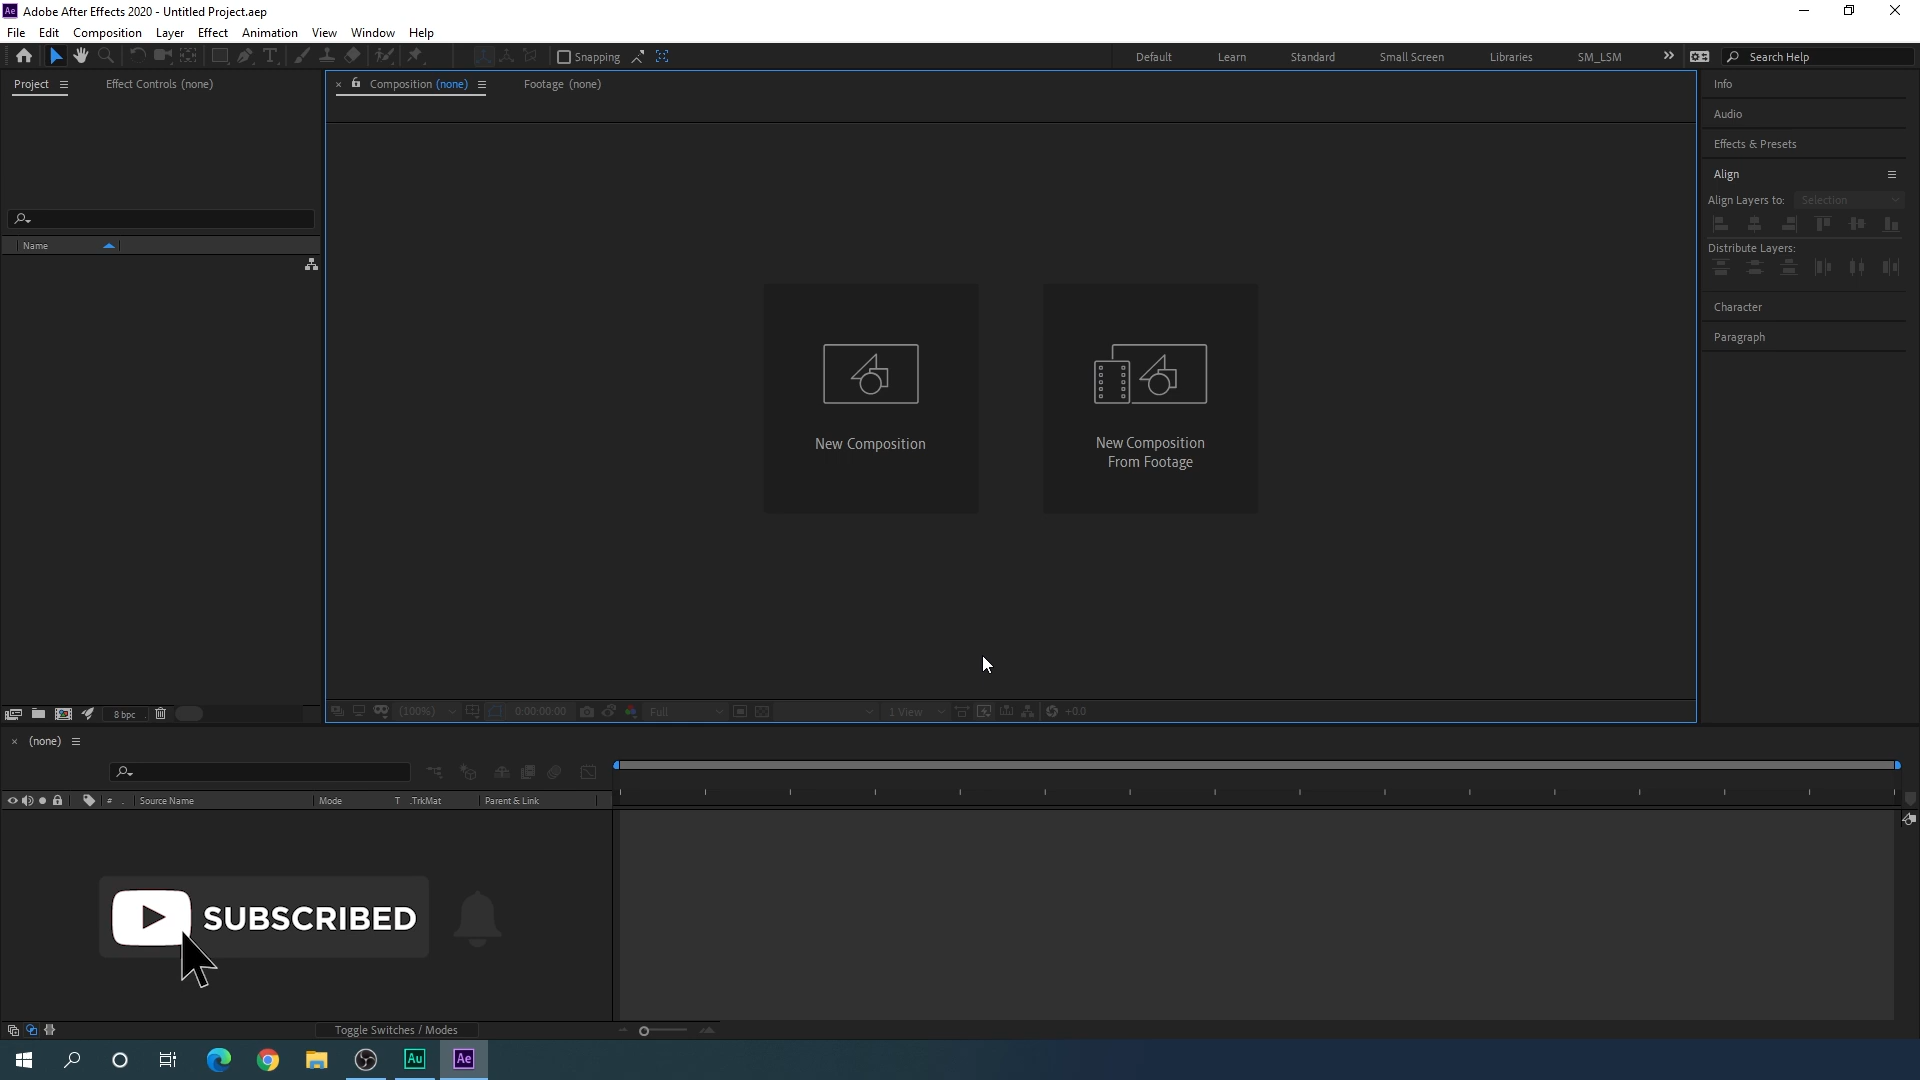 Ae Adobe After Effects 2020 - Untitled Project.aep
File Edit Composition Layer Effect Animation View Window Help
Snapping Default Learn Standard Small Screen Libraries SM_LSM Search Help
Project Effect Controls (none) Composition (none) Footage (none) Info
Audio
Effects & Presets
Align
Align Layers to: Selection
Distribute Layers:
Name
Character
Paragraph
New Composition
New Composition
From Footage
8 bpc (100%) 0:00:00:00 Full 1 View +0.0
(none)
# Source Name Mode T .TrkMat Parent & Link
SUBSCRIBED
Toggle Switches / Modes
Au Ae